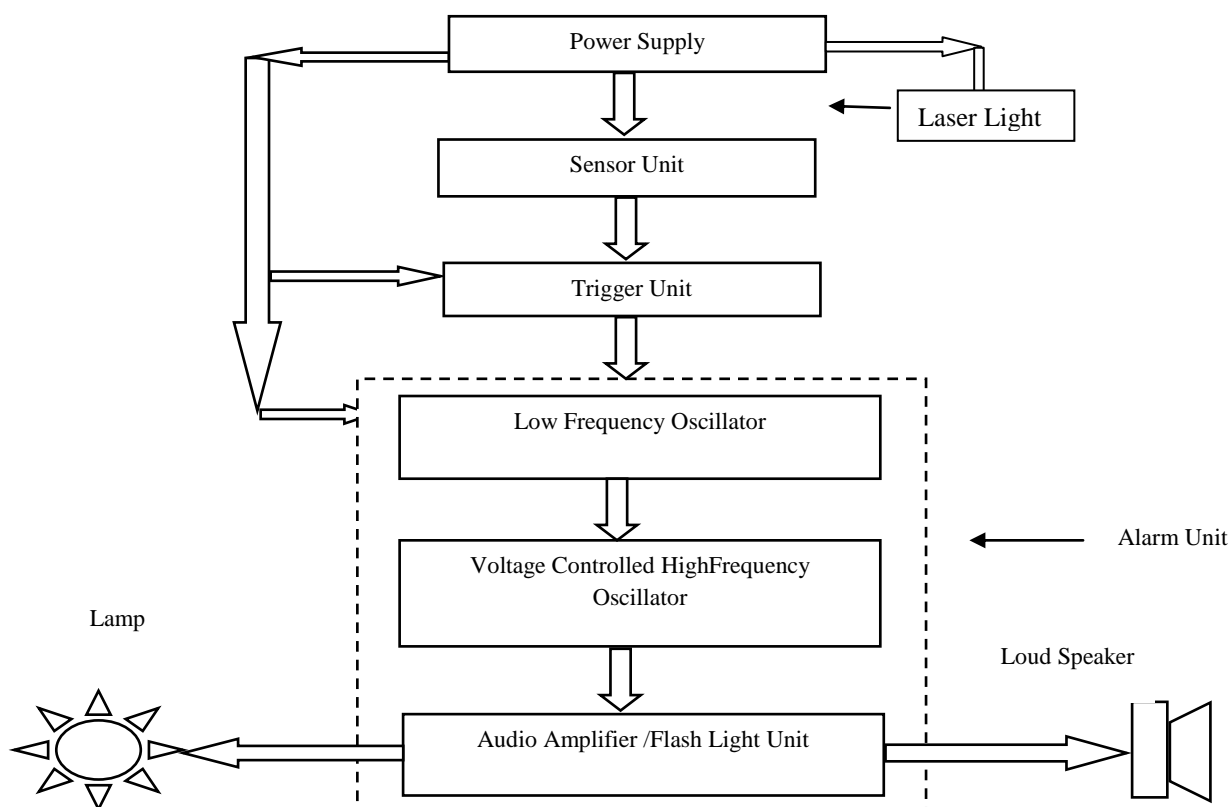 Power Supply
Laser Light
Sensor Unit
Trigger Unit
Low Frequency Oscillator
Voltage Controlled HighFrequency
Oscillator
Alarm Unit
Lamp
Loud Speaker
Audio Amplifier /Flash Light Unit